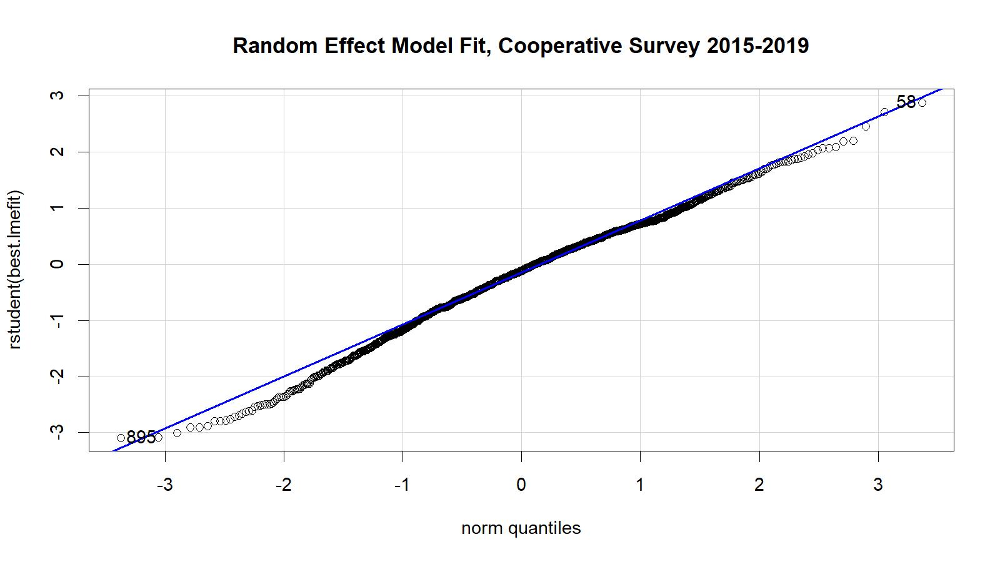 Random Effect Model Fit, Cooperative Survey 2015-2019
rstudent(best.lmefit)
3
2
1
0
-1
-2
-3
58
895
-3 -2 -1 0 1 2 3
norm quantiles